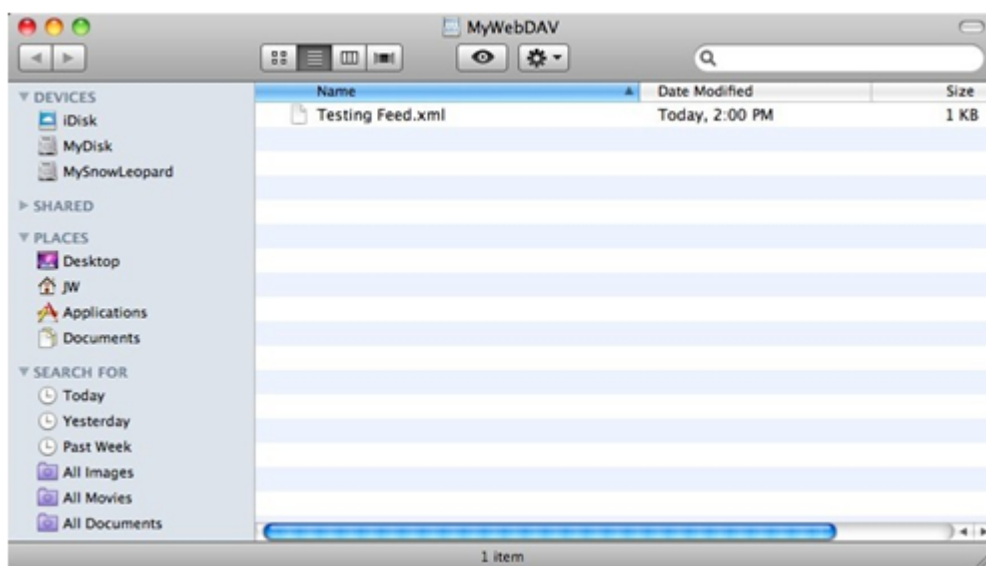 MyWebDAV
DEVICES
iDisk
MyDisk
MySnowLeopard
SHARED
PLACES
Desktop
JW
Applications
Documents
SEARCH FOR
Today
Yesterday
Past Week
All Images
All Movies
All Documents
Name Date Modified Size
Testing Feed.xml Today, 2:00 PM 1 KB
1 item